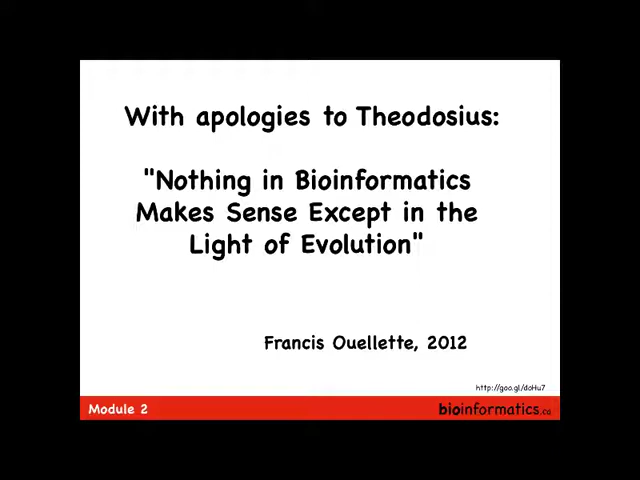 With apologies to Theodosius:
"Nothing in Bioinformatics
Makes Sense Except in the
Light of Evolution"
Francis Ouellette, 2012
http://goo.gl/doHu7
Module 2
bioinformatics.ca